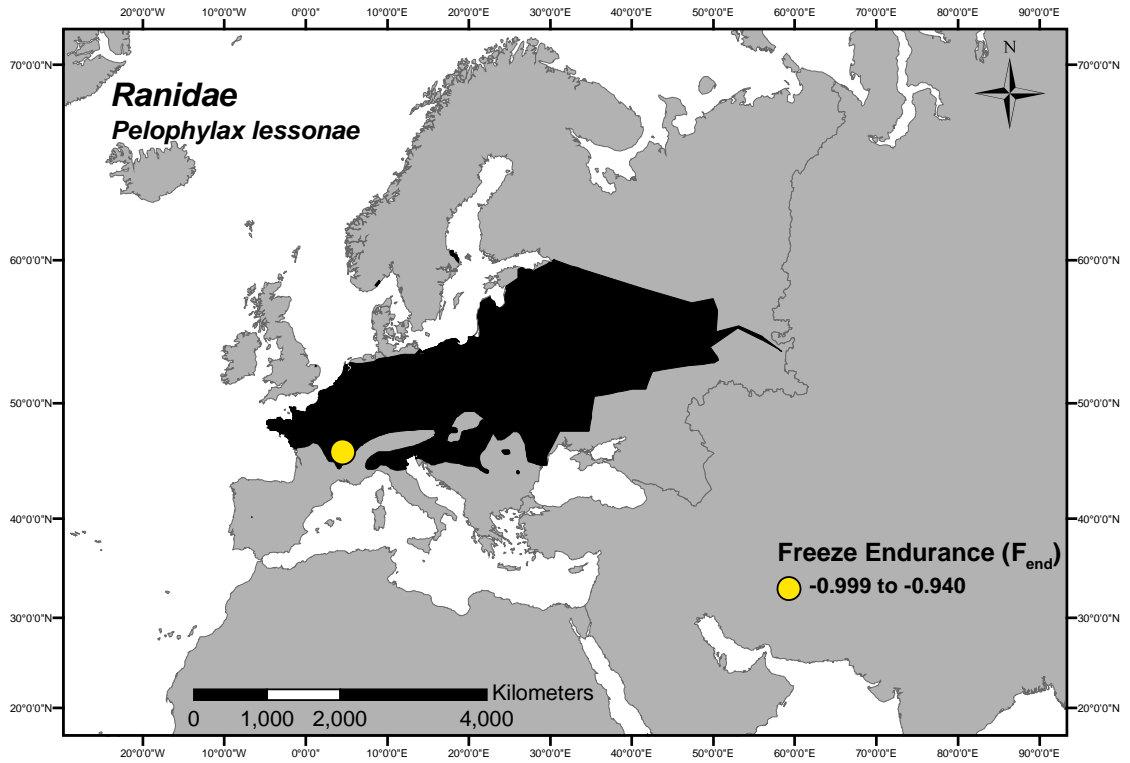 20°0'0"W 10°0'0"W 0°0'0"E 10°0'0"E 20°0'0"E 30°0'0"E 40°0'0"E 50°0'0"E 60°0'0"E 70°0'0"E 80°0'0"E 90°0'0"E
N
70°0'0"N 70°0'0"N
Ranidae
Pelophylax lessonae
60°0'0"N 60°0'0"N
50°0'0"N 50°0'0"N
40°0'0"N 40°0'0"N
Freeze Endurance (Fend)
-0.999 to -0.940
30°0'0"N 30°0'0"N
Kilometers
0 1,000 2,000 4,000
20°0'0"N 20°0'0"N
20°0'0"W 10°0'0"W 0°0'0"E 10°0'0"E 20°0'0"E 30°0'0"E 40°0'0"E 50°0'0"E 60°0'0"E 70°0'0"E 80°0'0"E 90°0'0"E